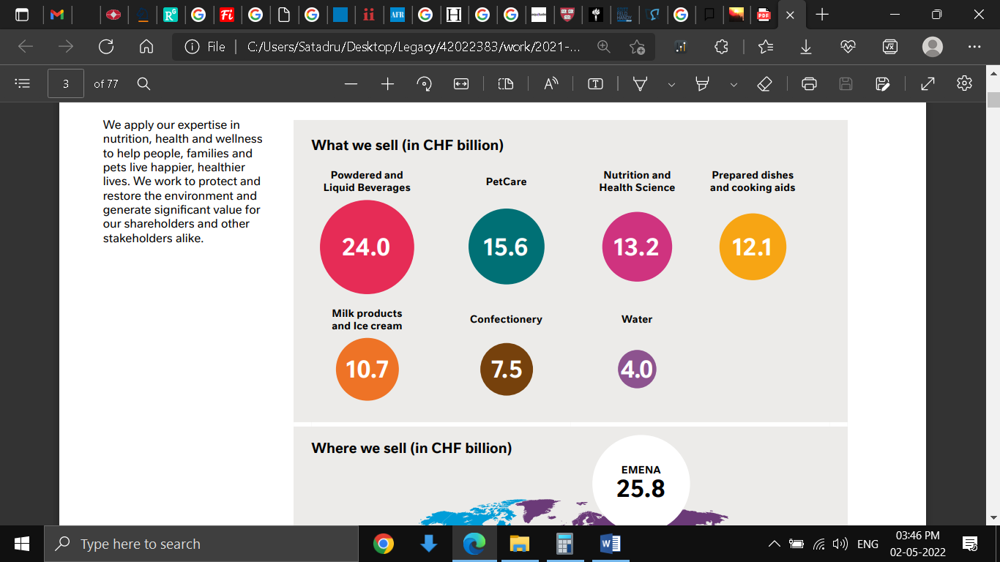 File
C:/Users/Satadru/Desktop/Legacy/42022383/work/2021-...
3 of 77
We apply our expertise in
nutrition, health and wellness
to help people, families and
pets live happier, healthier
lives. We work to protect and
restore the environment and
generate significant value for
our shareholders and other
stakeholders alike.
What we sell (in CHF billion)
Powdered and
Liquid Beverages
24.0
PetCare
15.6
Nutrition and
Health Science
13.2
Prepared dishes
and cooking aids
12.1
Milk products
and Ice cream
10.7
Confectionery
7.5
Water
4.0
Where we sell (in CHF billion)
EMENA
25.8
Type here to search
ENG
03:46 PM
02-05-2022